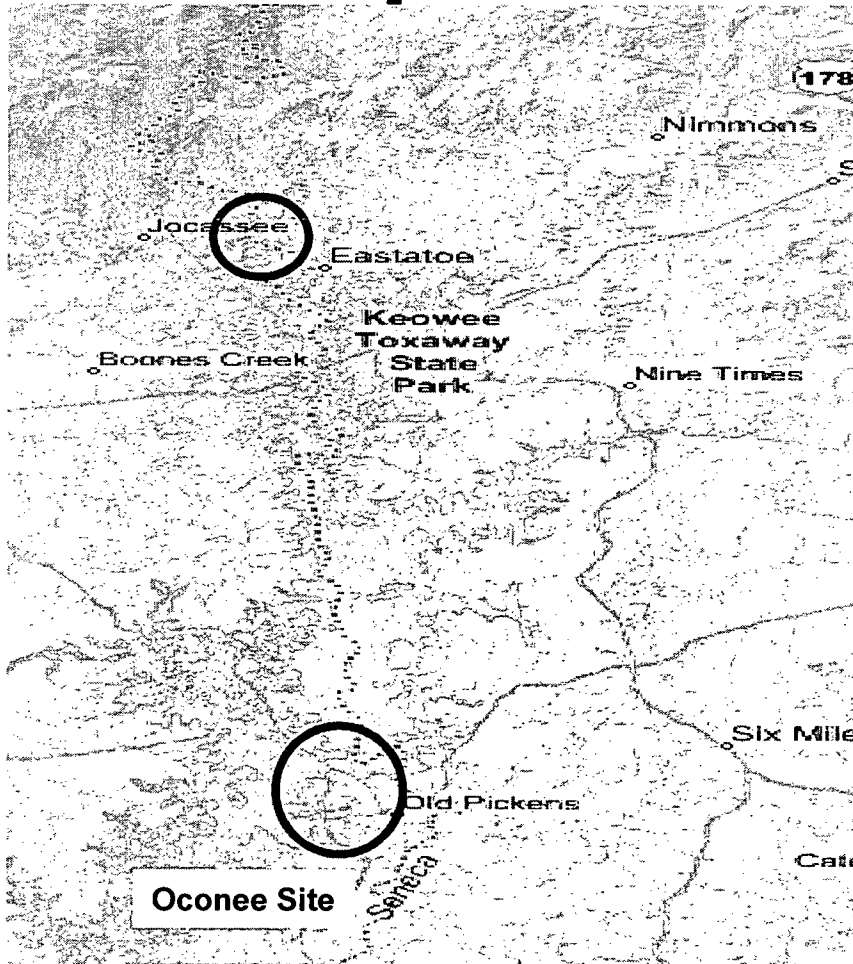 178
Nimmons
S
Jocassee
Eastatoe
Keowee
Toxaway
State
Park
Boones Creek
Nine Times
Six Mile
Old Pickens
Cate
Seneca
Oconee Site